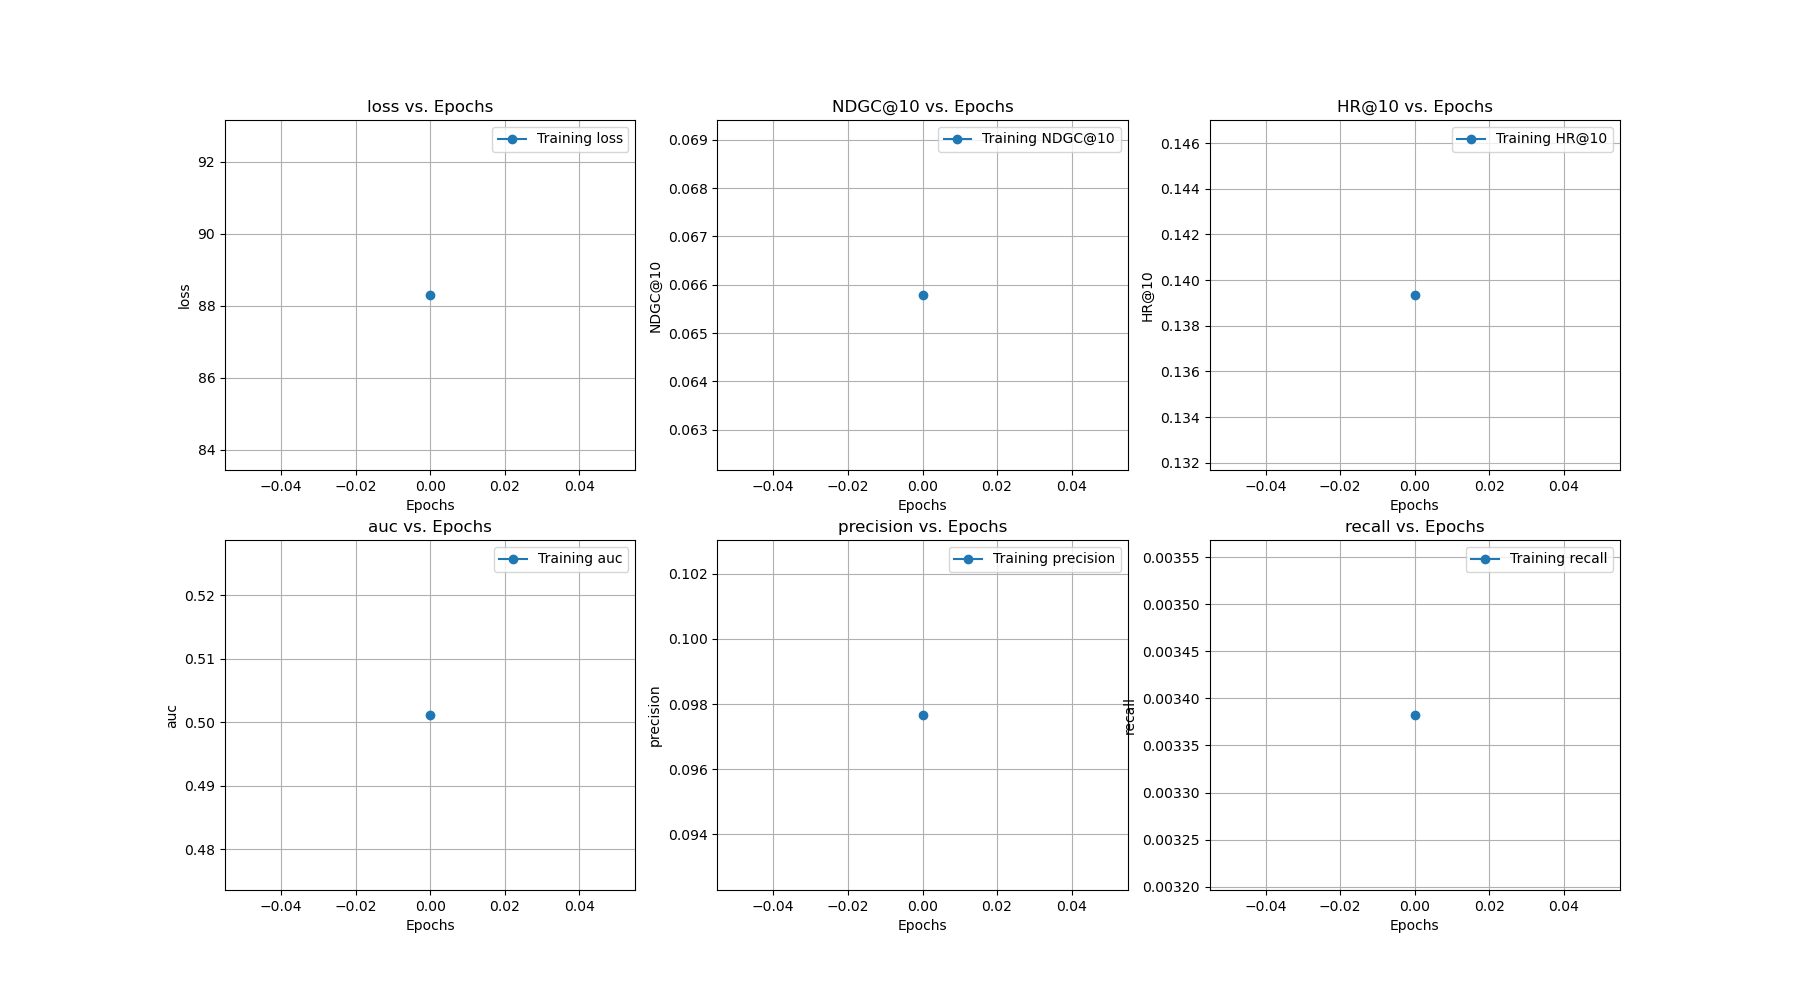 loss vs. Epochs
Training loss
92
90
88
86
84
loss
−0.04 −0.02 0.00 0.02 0.04
Epochs
NDGC@10 vs. Epochs
Training NDGC@10
0.069
0.068
0.067
0.066
0.065
0.064
0.063
NDGC@10
−0.04 −0.02 0.00 0.02 0.04
Epochs
HR@10 vs. Epochs
Training HR@10
0.146
0.144
0.142
0.140
0.138
0.136
0.134
0.132
HR@10
−0.04 −0.02 0.00 0.02 0.04
Epochs
auc vs. Epochs
Training auc
0.52
0.51
0.50
0.49
0.48
auc
−0.04 −0.02 0.00 0.02 0.04
Epochs
precision vs. Epochs
Training precision
0.102
0.100
0.098
0.096
0.094
precision
−0.04 −0.02 0.00 0.02 0.04
Epochs
recall vs. Epochs
Training recall
0.00355
0.00350
0.00345
0.00340
0.00335
0.00330
0.00325
0.00320
recall
−0.04 −0.02 0.00 0.02 0.04
Epochs